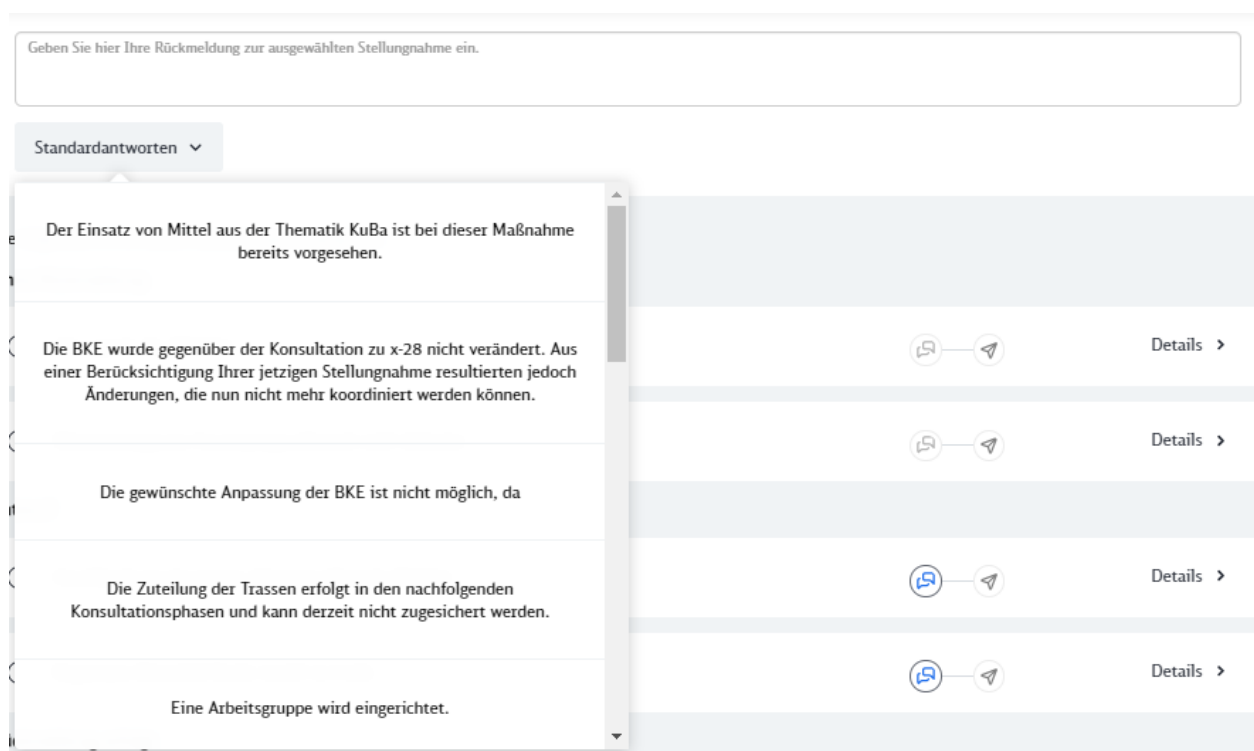 Geben Sie hier Ihre Rückmeldung zur ausgewählten Stellungnahme ein.
Standardantworten
Der Einsatz von Mittel aus der Thematik KuBa ist bei dieser Maßnahme
bereits vorgesehen.
Die BKE wurde gegenüber der Konsultation zu x-28 nicht verändert. Aus
einer Berücksichtigung Ihrer jetzigen Stellungnahme resultierten jedoch
Änderungen, die nun nicht mehr koordiniert werden können.
Details
Die gewünschte Anpassung der BKE ist nicht möglich, da
Details
Die Zuteilung der Trassen erfolgt in den nachfolgenden
Konsultationsphasen und kann derzeit nicht zugesichert werden.
Details
Eine Arbeitsgruppe wird eingerichtet.
Details